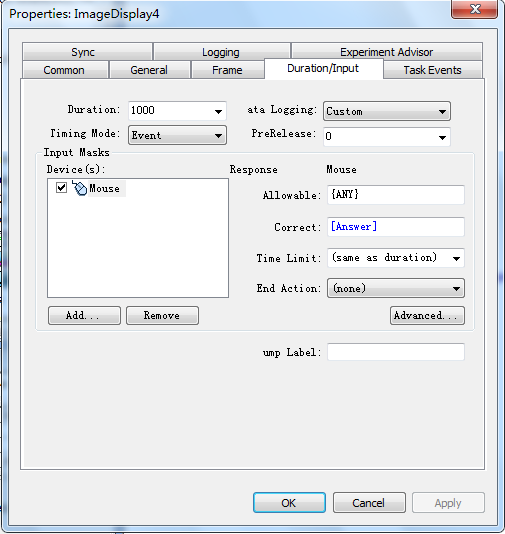 Properties: ImageDisplay4
Sync Logging Experiment Advisor
Common General Frame Duration/Input Task Events
Duration: 1000 ata Logging: Custom
Timing Mode: Event PreRelease: 0
Input Masks
Device(s): Response Mouse
Mouse
Allowable: {ANY}
Correct: [Answer]
Time Limit: (same as duration)
End Action: (none)
Add... Remove Advanced...
ump Label:
OK Cancel Apply